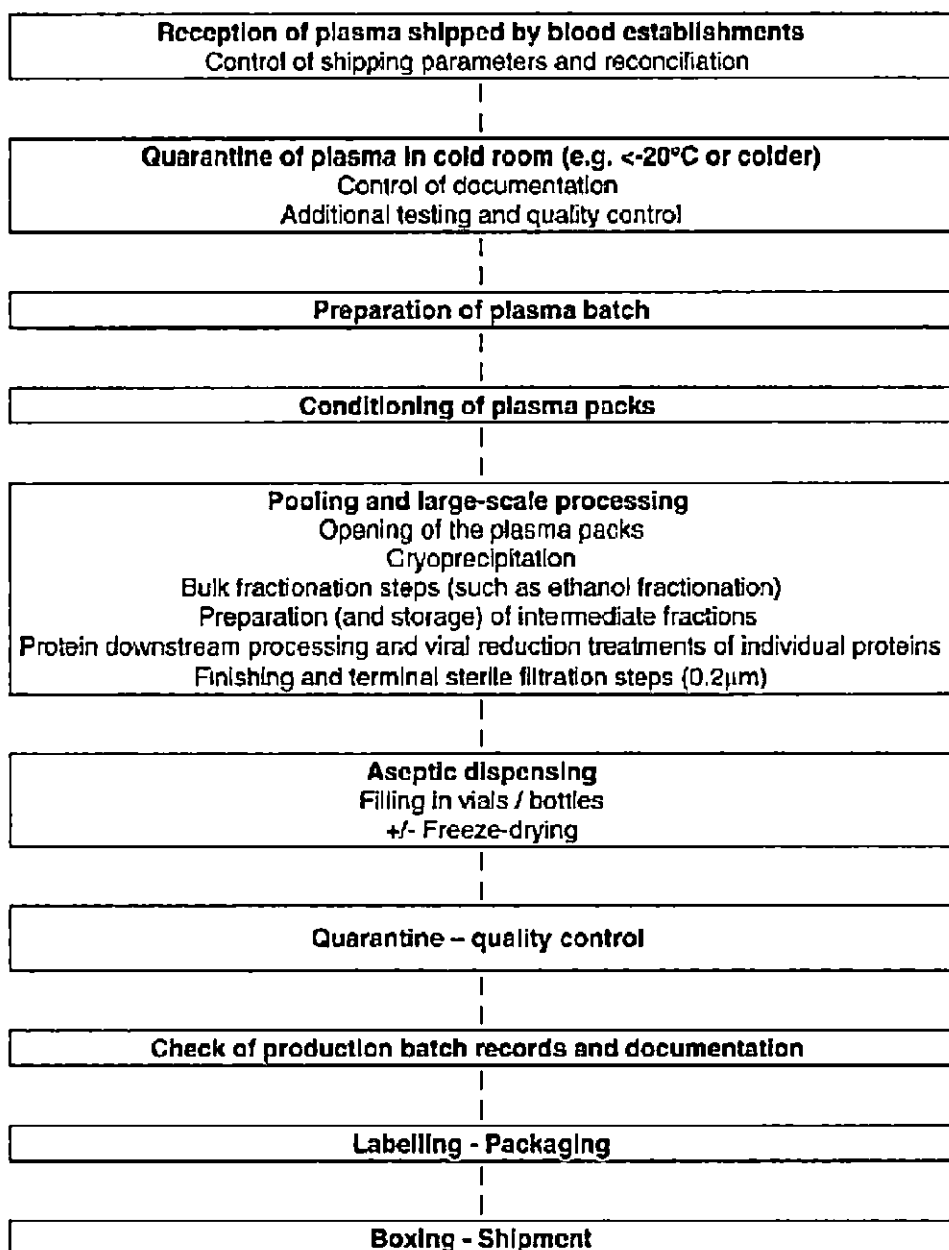 Reception of plasma shipped by blood establishments
Control of shipping parameters and reconciliation
Quarantine of plasma in cold room (e.g. <-20°C or colder)
Control of documentation
Additional testing and quality control
Preparation of plasma batch
Conditioning of plasma packs
Pooling and large-scale processing
Opening of the plasma packs
Cryoprecipitation
Bulk fractionation steps (such as ethanol fractionation)
Preparation (and storage) of intermediate fractions
Protein downstream processing and viral reduction treatments of individual proteins
Finishing and terminal sterile filtration steps (0.2µm)
Aseptic dispensing
Filling in vials / bottles
+/- Freeze-drying
Quarantine – quality control
Check of production batch records and documentation
Labelling - Packaging
Boxing - Shipment